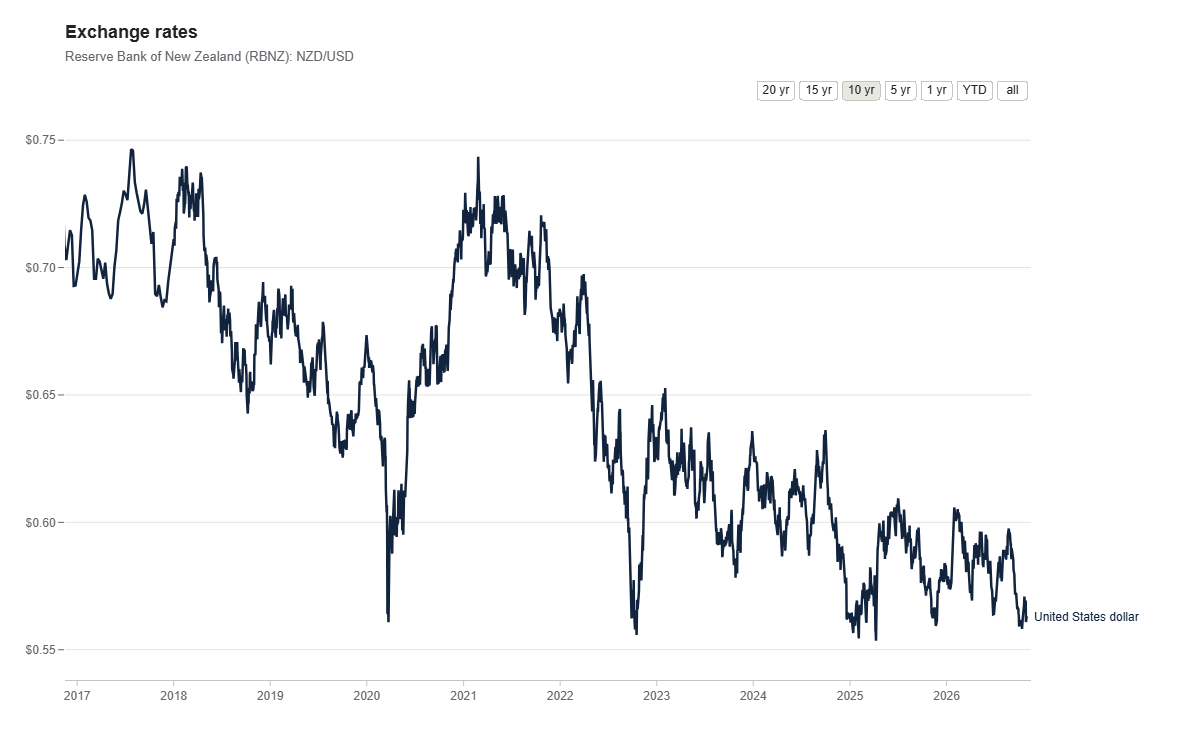 Exchange rates
Reserve Bank of New Zealand (RBNZ): NZD/USD
20 yr 15 yr 10 yr 5 yr 1 yr YTD all
$0.75
$0.70
$0.65
$0.60
$0.55
United States dollar
2017 2018 2019 2020 2021 2022 2023 2024 2025 2026